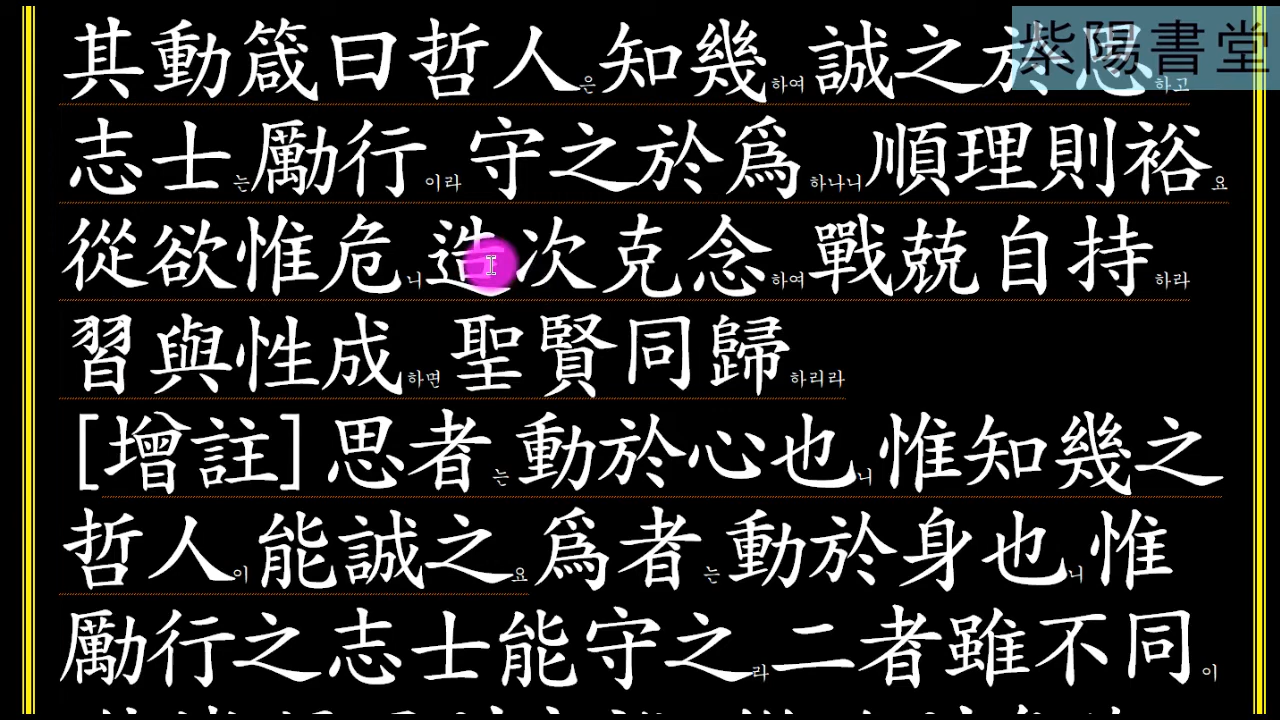 紫陽書堂
其動箴曰哲人은 知幾하여 誠之於思하고
志士는 勵行이라 守之於爲하나니 順理則裕요
從欲惟危니 造次克念하여 戰兢自持하라
習與性成하면 聖賢同歸하리라
[增註] 思者는 動於心也니 惟知幾之
哲人이 能誠之요 爲者는 動於身也니 惟
勵行之志士能守之라 二者雖不同이